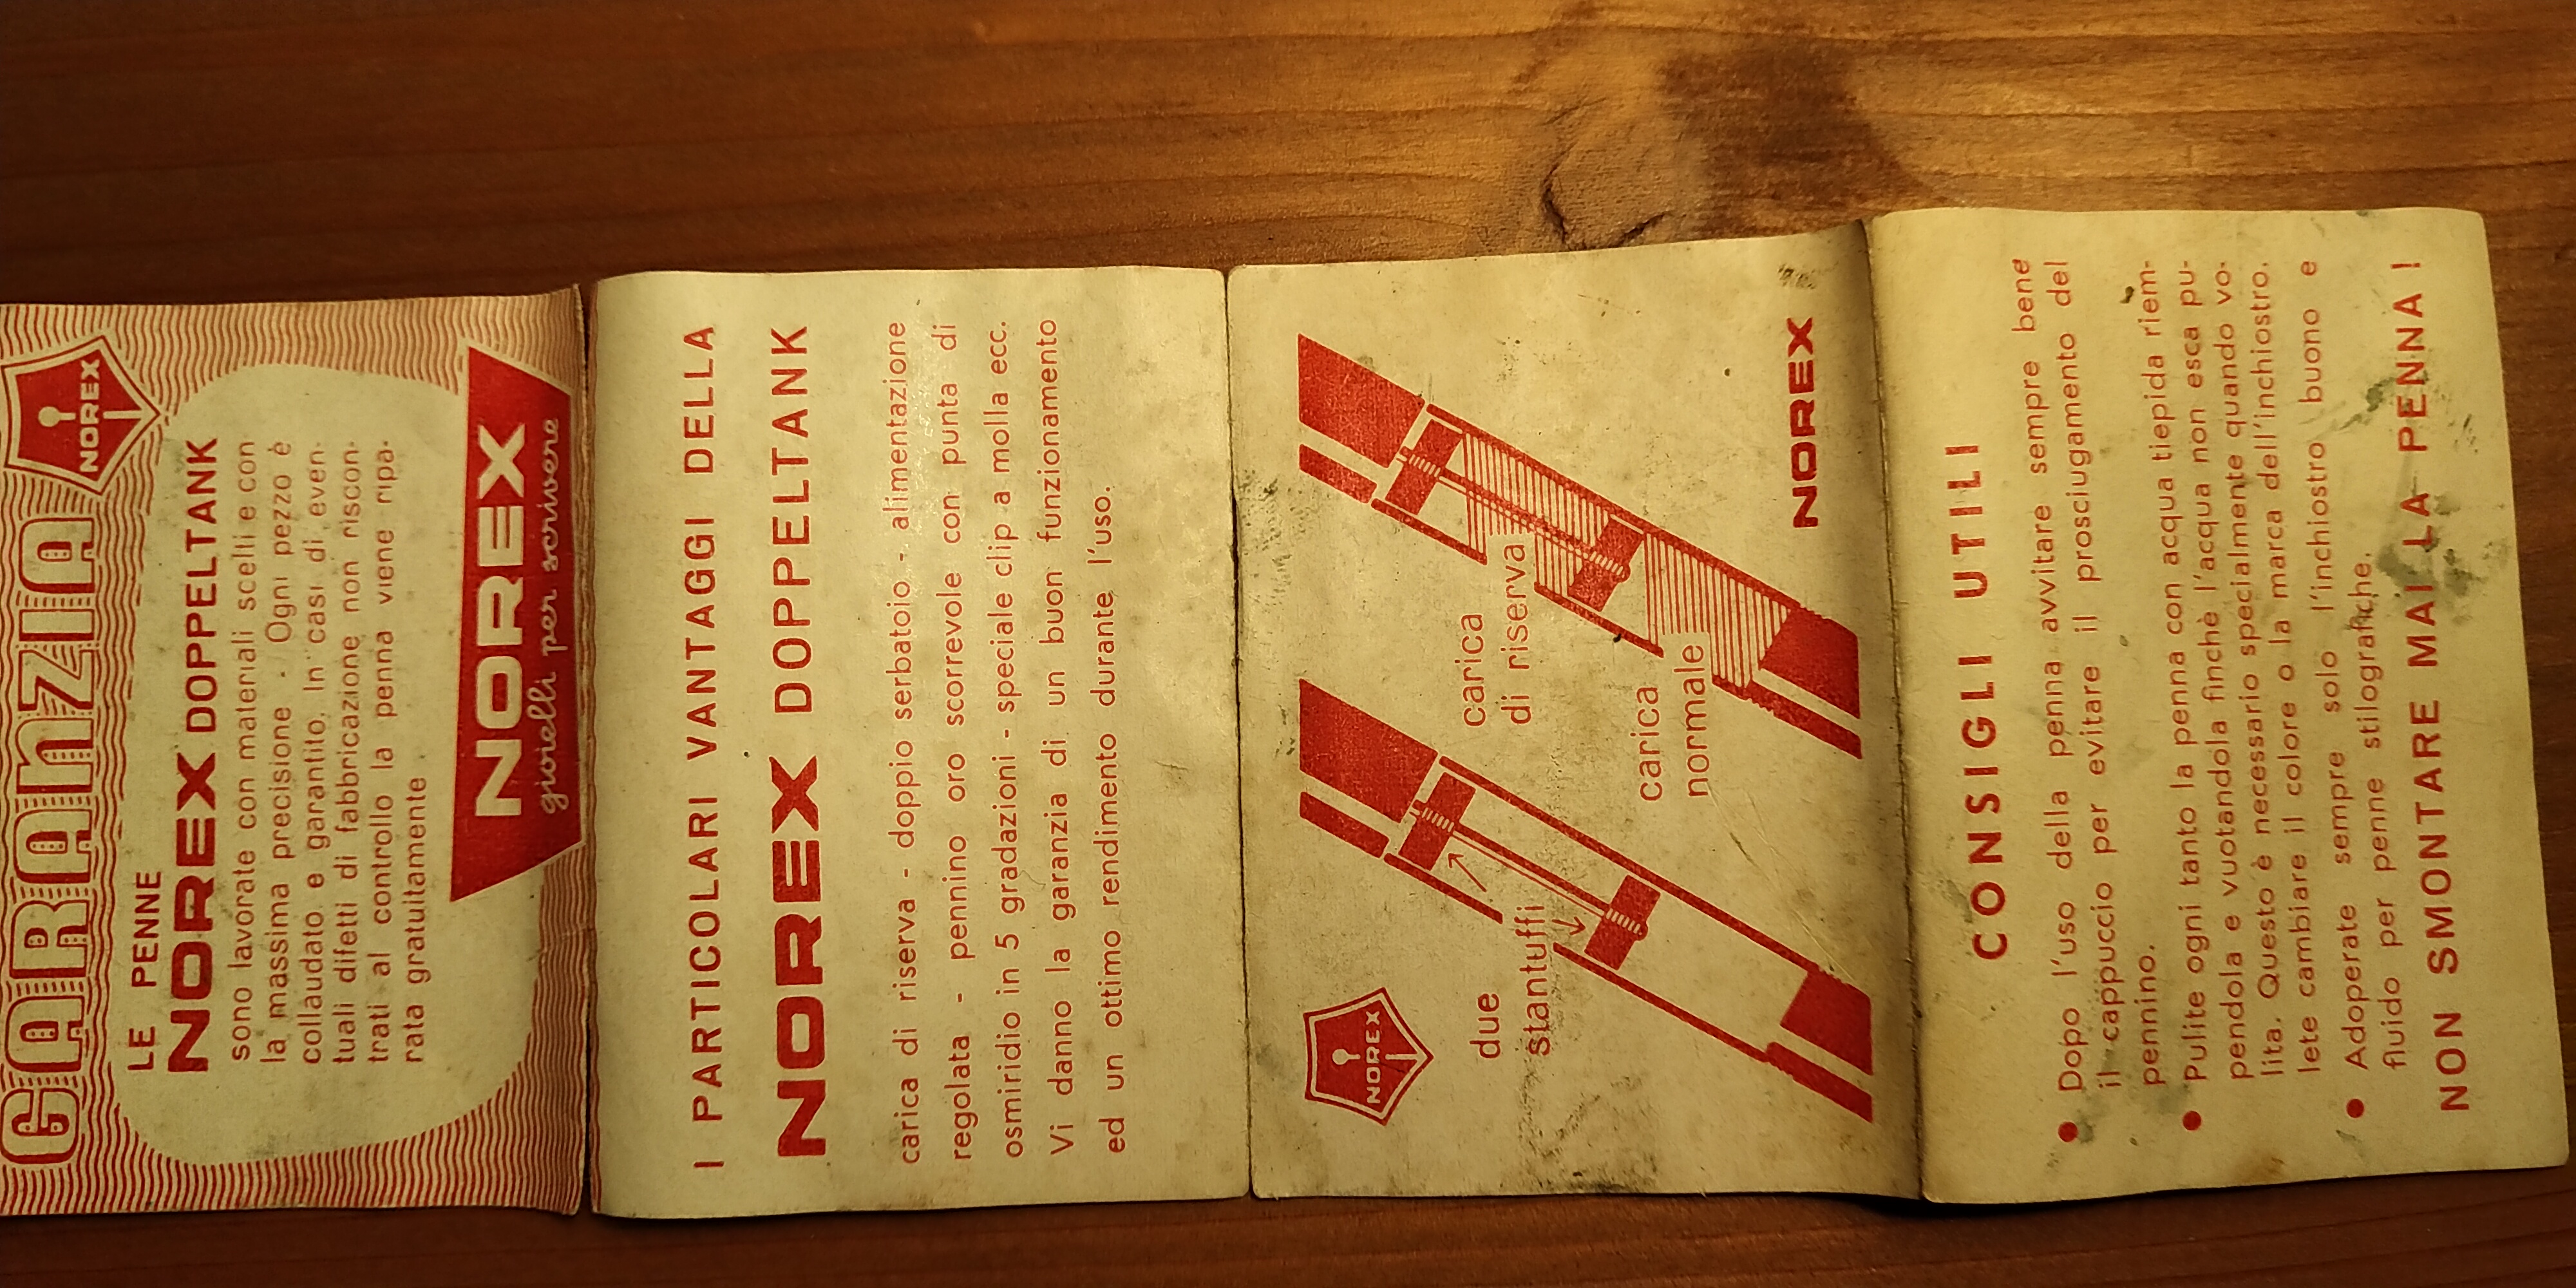 GARANZIA
NOREX
LE PENNE
NOREX DOPPELTANK
sono lavorate con materiali scelti e con
la massima precisione - Ogni pezzo è
collaudato e garantito. In casi di even-
tuali difetti di fabbricazione non riscon-
trati al controllo la penna viene ripa-
rata gratuitamente
NOREX
gioielli per scrivere
I PARTICOLARI VANTAGGI DELLA
NOREX DOPPELTANK
carica di riserva - doppio serbatoio - alimentazione
regolata - pennino oro scorrevole con punta di
osmiridio in 5 gradazioni - speciale clip a molla ecc.
Vi danno la garanzia di un buon funzionamento
ed un ottimo rendimento durante l'uso.
NOREX
due
stantuffi
carica
di riserva
carica
normale
NOREX
CONSIGLI UTILI
● Dopo l'uso della penna avvitare sempre bene
il cappuccio per evitare il prosciugamento del
pennino.
● Pulite ogni tanto la penna con acqua tiepida riem-
pendola e vuotandola finchè l'acqua non esca pu-
lita. Questo è necessario specialmente quando vo-
lete cambiare il colore o la marca dell'inchiostro.
● Adoperate sempre solo l'inchiostro buono e
fluido per penne stilografiche.
NON SMONTARE MAI LA PENNA !